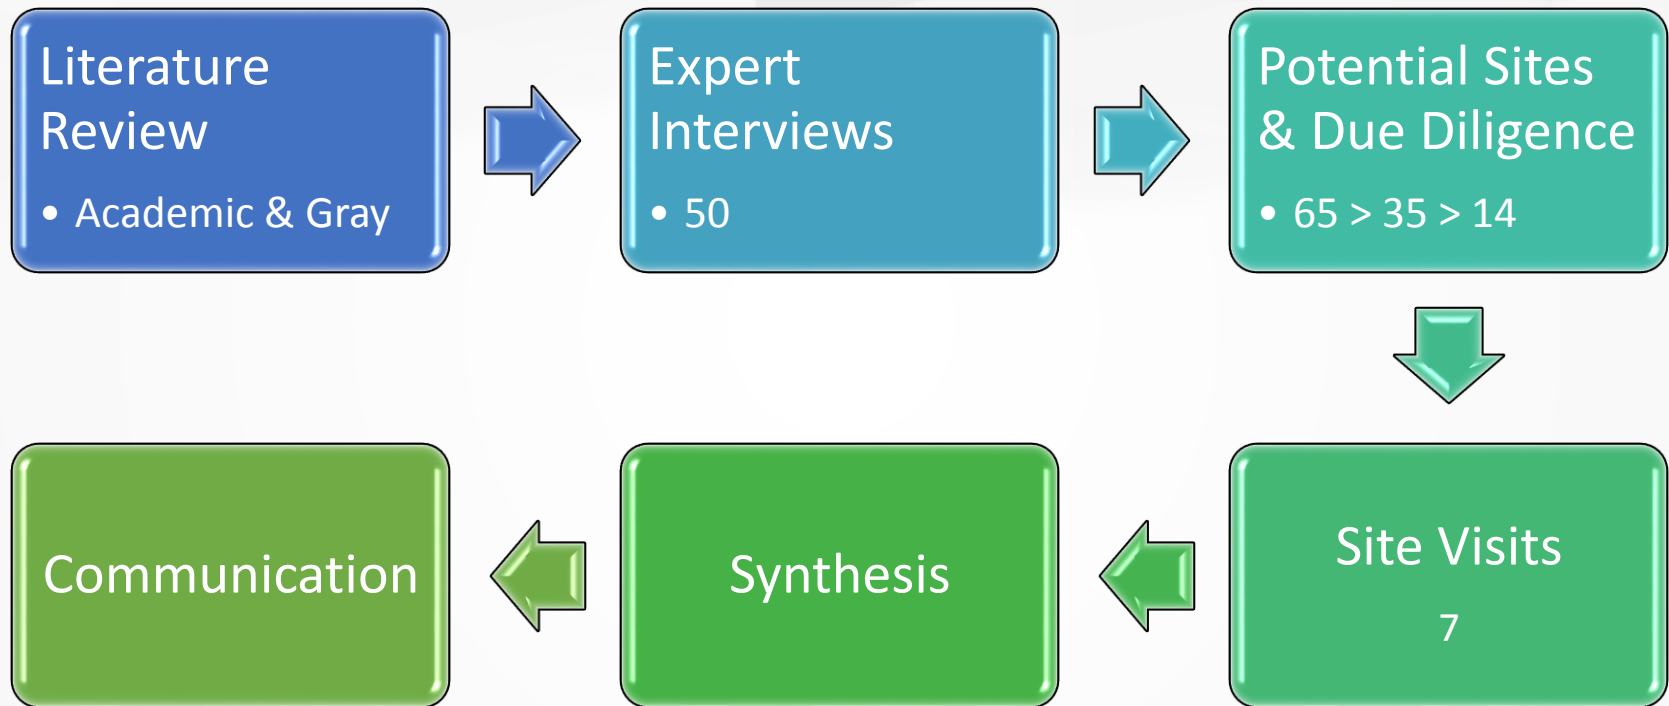 Literature
Review
• Academic & Gray
Expert
Interviews
• 50
Potential Sites
& Due Diligence
• 65 > 35 > 14
Site Visits
7
Synthesis
Communication